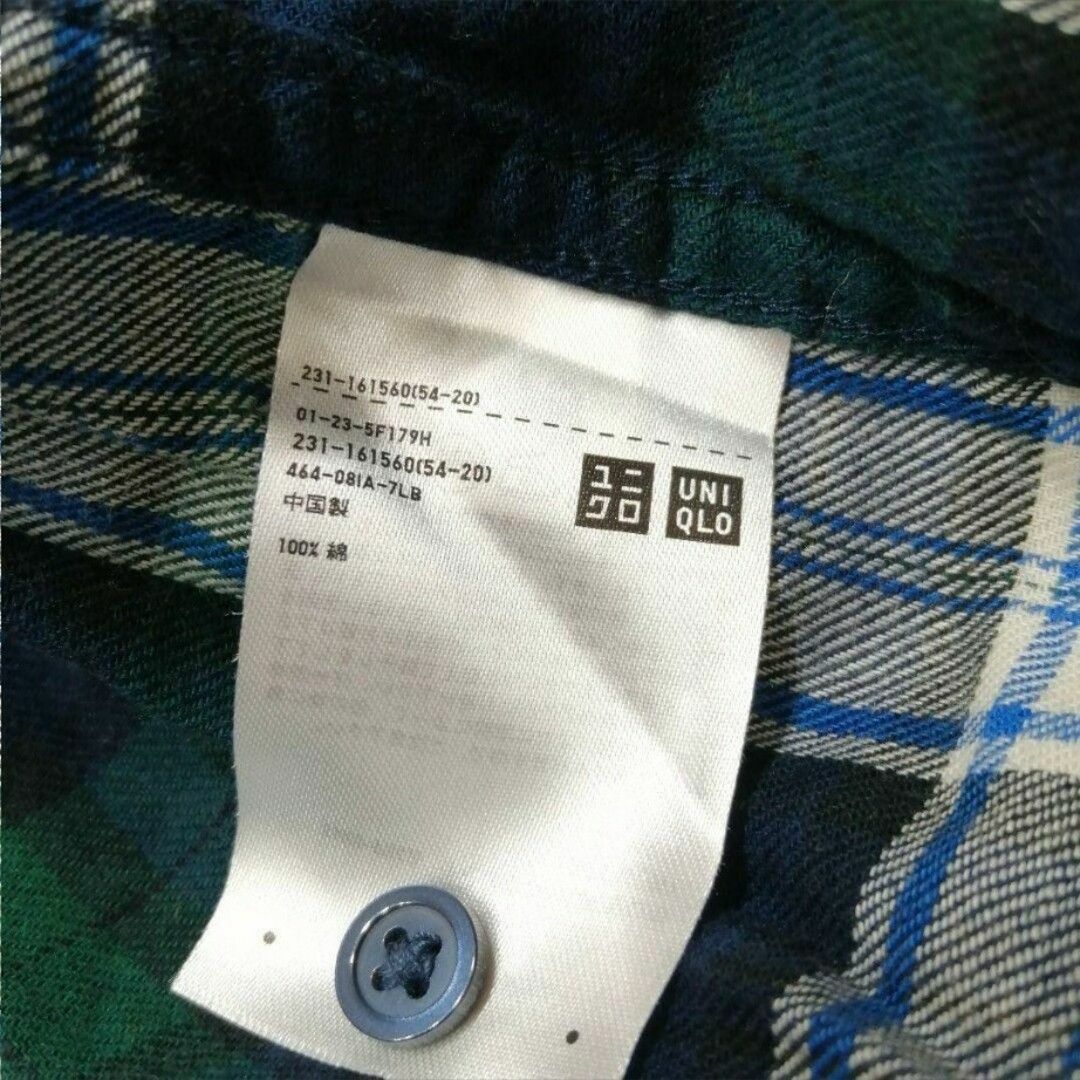 231-161560(54-20)
01-23-5F179H
231-161560(54-20)
464-081A-7LB
中国製
100% 綿
ユニ
クロ
UNI
QLO